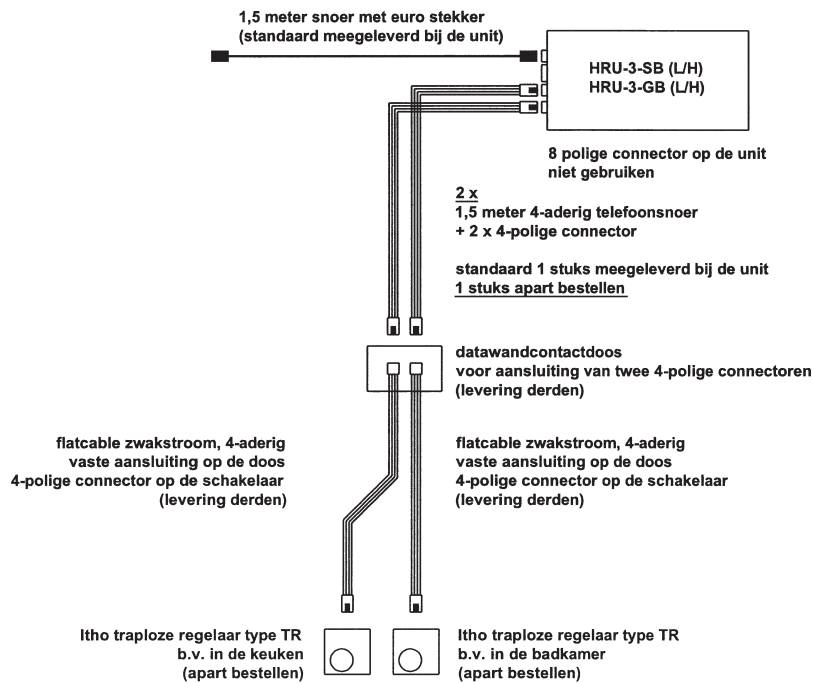 1,5 meter snoer met euro stekker
(standaard meegeleverd bij de unit)
HRU-3-SB (L/H)
HRU-3-GB (L/H)
8 polige connector op de unit
niet gebruiken
2 x
1,5 meter 4-aderig telefoonsnoer
+ 2 x 4-polige connector
standaard 1 stuks meegeleverd bij de unit
1 stuks apart bestellen
datawandcontactdoos
voor aansluiting van twee 4-polige connectoren
(levering derden)
flatcable zwakstroom, 4-aderig
vaste aansluiting op de doos
4-polige connector op de schakelaar
(levering derden)
flatcable zwakstroom, 4-aderig
vaste aansluiting op de doos
4-polige connector op de schakelaar
(levering derden)
Itho traploze regelaar type TR
b.v. in de keuken
(apart bestellen)
Itho traploze regelaar type TR
b.v. in de badkamer
(apart bestellen)